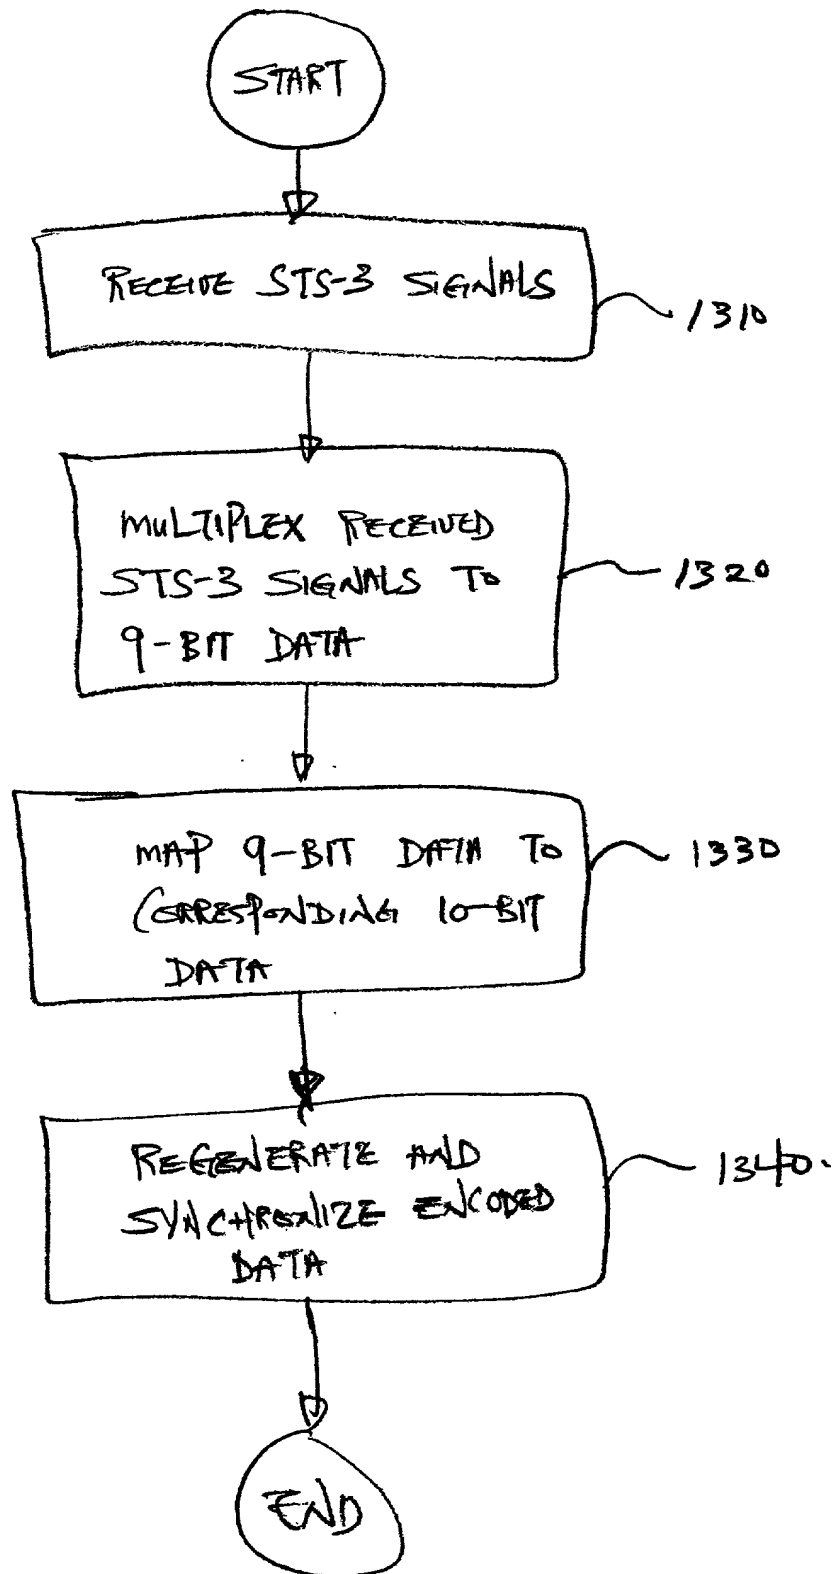 START
RECEIVE STS-3 SIGNALS
1310
MULTIPLEX RECEIVED
STS-3 SIGNALS TO
9-BIT DATA
1320
MAP 9-BIT DATA TO
CORRESPONDING 10-BIT
DATA
1330
REGENERATE AND
SYNCHRONIZE ENCODED
DATA
1340.
END